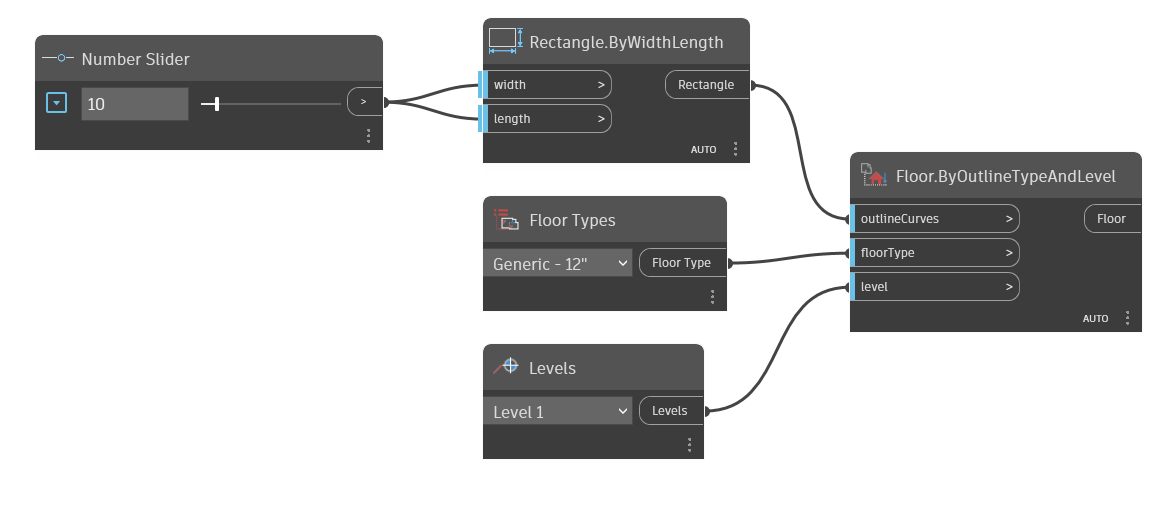 Number Slider
10
>
Rectangle.ByWidthLength
width >
Rectangle
length >
AUTO
Floor Types
Generic - 12"
Floor Type
Levels
Level 1
Levels
Floor.ByOutlineTypeAndLevel
outlineCurves >
Floor
floorType >
level >
AUTO